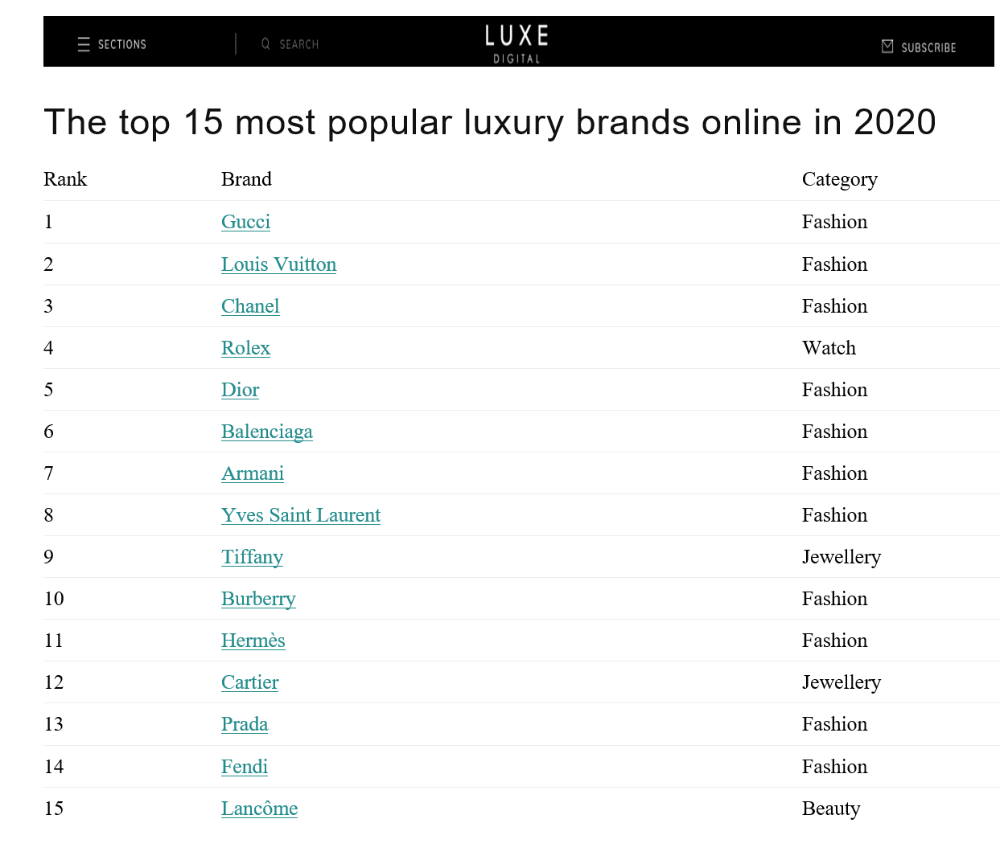 SECTIONS
SEARCH
LUXE
DIGITAL
SUBSCRIBE
The top 15 most popular luxury brands online in 2020
Rank Brand Category
1 Gucci Fashion
2 Louis Vuitton Fashion
3 Chanel Fashion
4 Rolex Watch
5 Dior Fashion
6 Balenciaga Fashion
7 Armani Fashion
8 Yves Saint Laurent Fashion
9 Tiffany Jewellery
10 Burberry Fashion
11 Hermès Fashion
12 Cartier Jewellery
13 Prada Fashion
14 Fendi Fashion
15 Lancôme Beauty